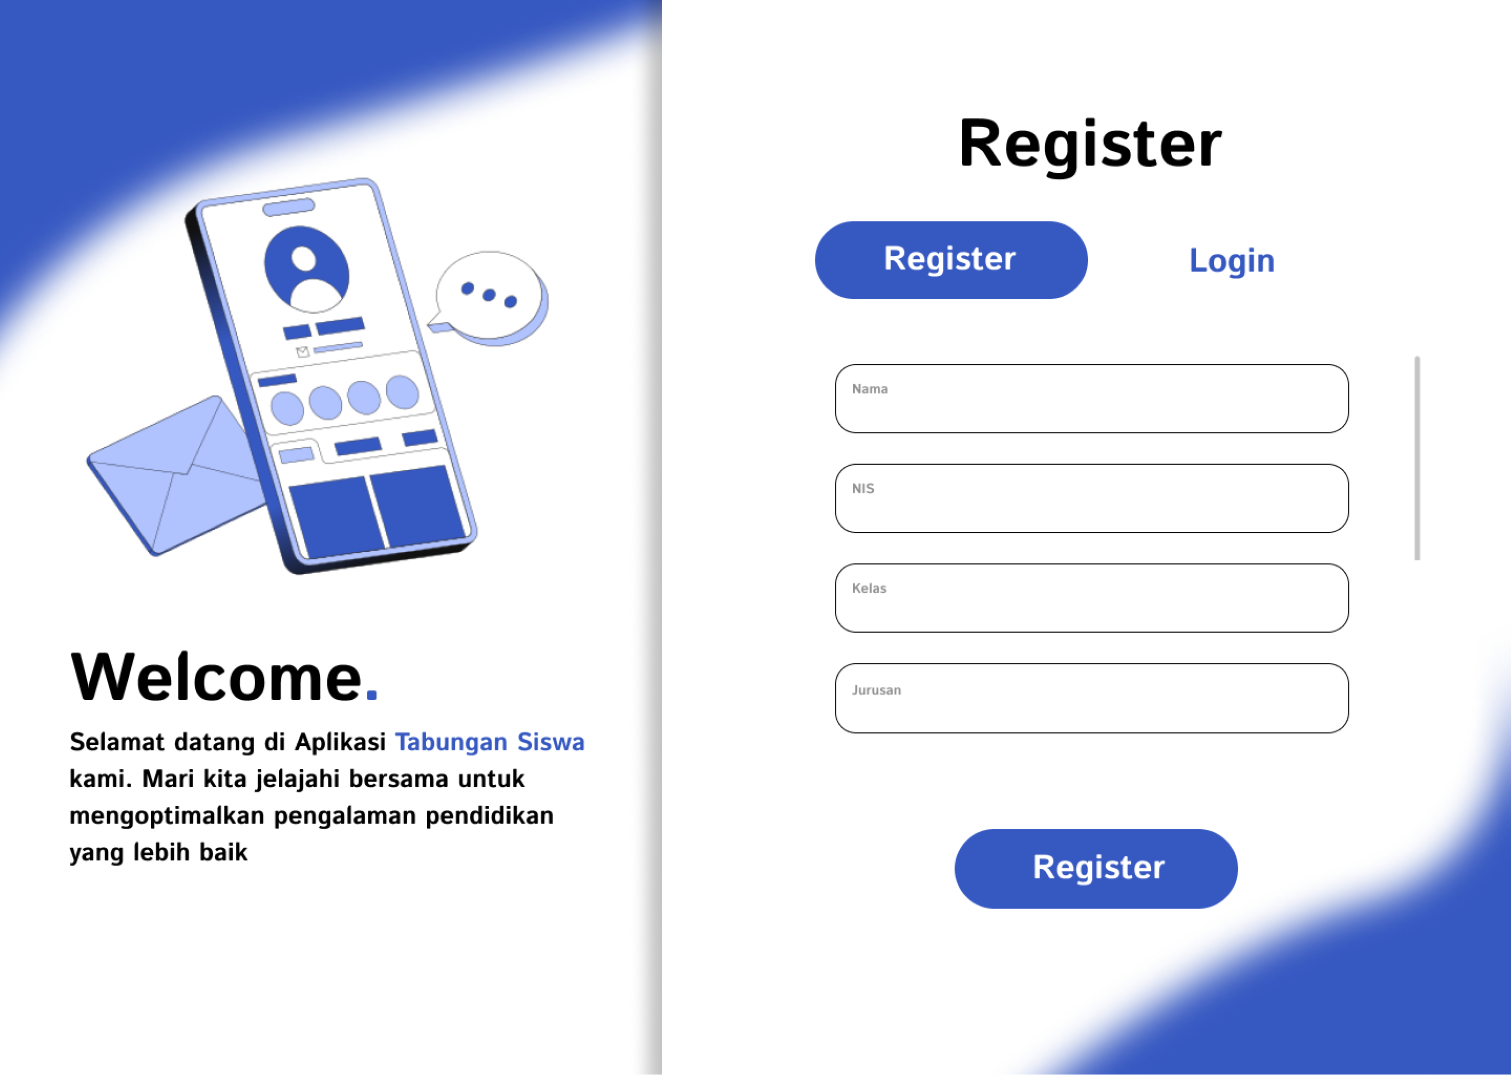 Welcome.
Selamat datang di Aplikasi Tabungan Siswa
kami. Mari kita jelajahi bersama untuk
mengoptimalkan pengalaman pendidikan
yang lebih baik
Register
Register
Login
Nama
NIS
Kelas
Jurusan
Register